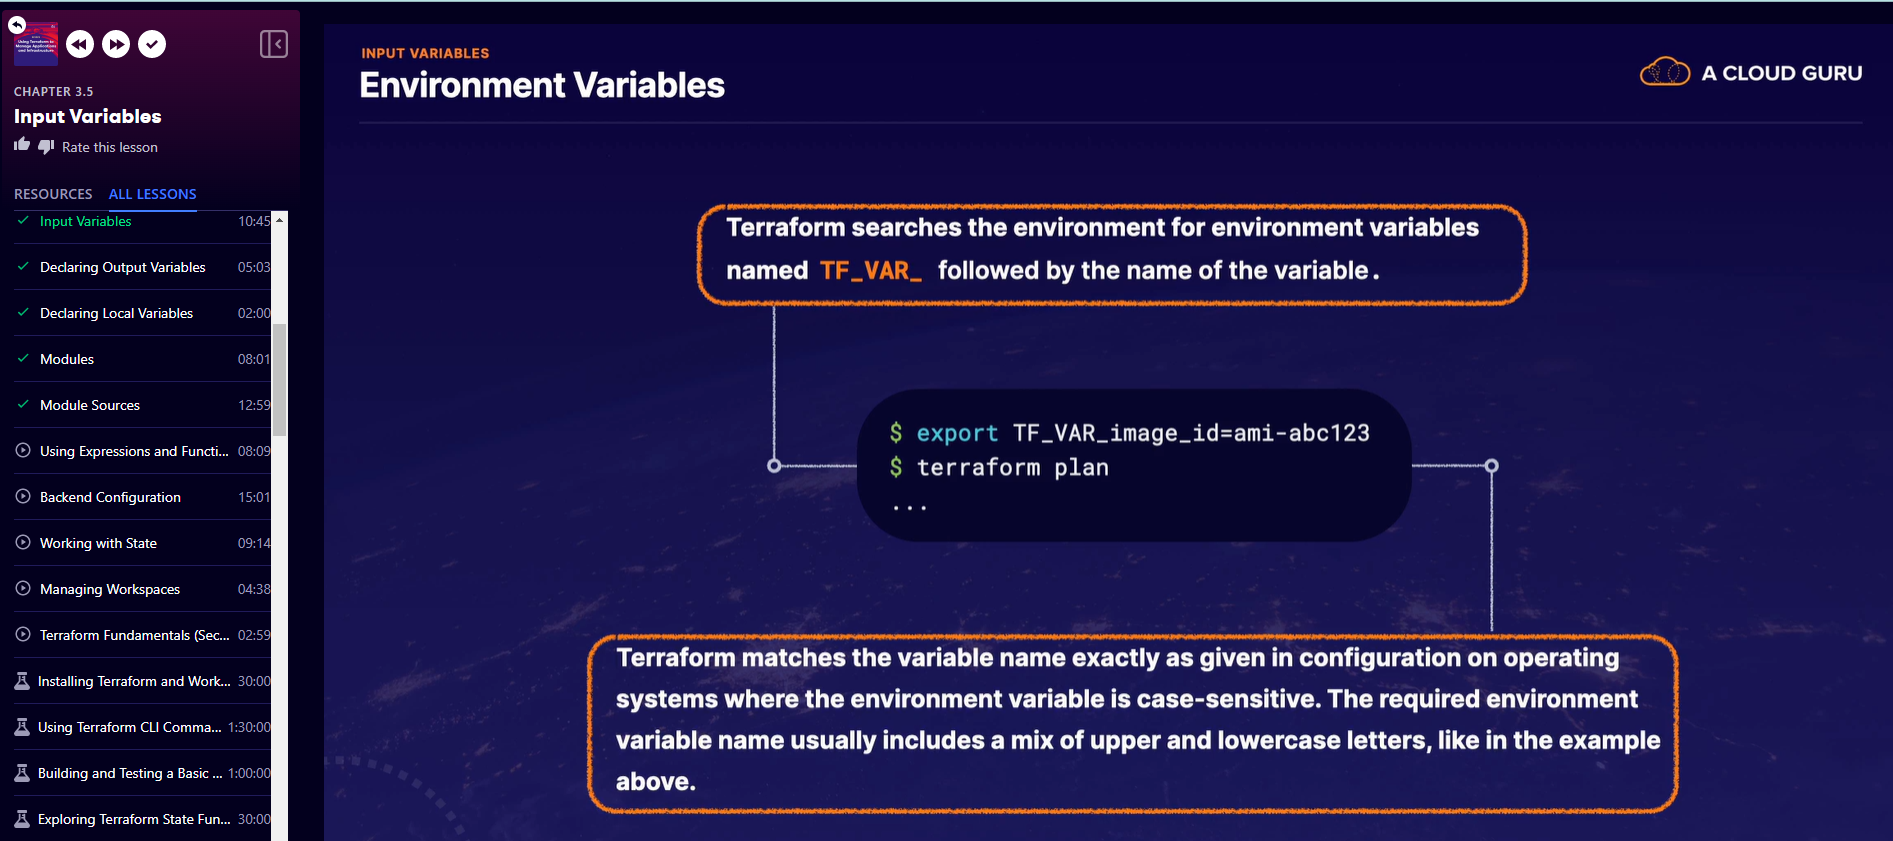 CHAPTER 3.5
Input Variables
Rate this lesson
RESOURCES ALL LESSONS
Input Variables 10:45
Declaring Output Variables 05:03
Declaring Local Variables 02:00
Modules 08:01
Module Sources 12:59
Using Expressions and Functi... 08:09
Backend Configuration 15:01
Working with State 09:14
Managing Workspaces 04:38
Terraform Fundamentals (Sec... 02:59
Installing Terraform and Work... 30:00
Using Terraform CLI Comma... 1:30:00
Building and Testing a Basic ... 1:00:00
Exploring Terraform State Fun... 30:00
INPUT VARIABLES
Environment Variables
A CLOUD GURU
Terraform searches the environment for environment variables
named TF_VAR_ followed by the name of the variable.
$ export TF_VAR_image_id=ami-abc123
$ terraform plan
...
Terraform matches the variable name exactly as given in configuration on operating
systems where the environment variable is case-sensitive. The required environment
variable name usually includes a mix of upper and lowercase letters, like in the example
above.
Using Terraform to
Manage Applications
and Infrastructure